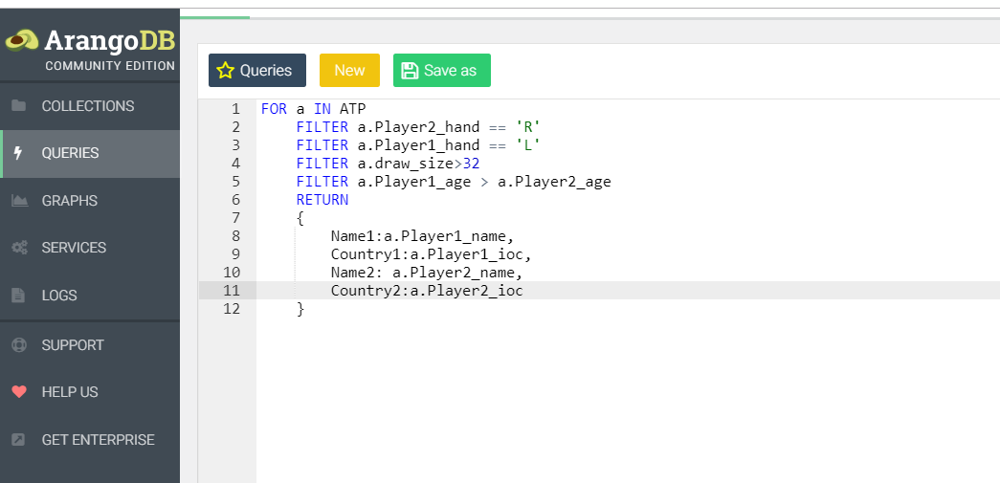 ArangoDB
COMMUNITY EDITION
COLLECTIONS
QUERIES
GRAPHS
SERVICES
LOGS
SUPPORT
HELP US
GET ENTERPRISE
Queries
New
Save as
1 FOR a IN ATP
2 FILTER a.Player2_hand == 'R'
3 FILTER a.Player1_hand == 'L'
4 FILTER a.draw_size>32
5 FILTER a.Player1_age > a.Player2_age
6 RETURN
7 {
8 Name1:a.Player1_name,
9 Country1:a.Player1_ioc,
10 Name2: a.Player2_name,
11 Country2:a.Player2_ioc
12 }